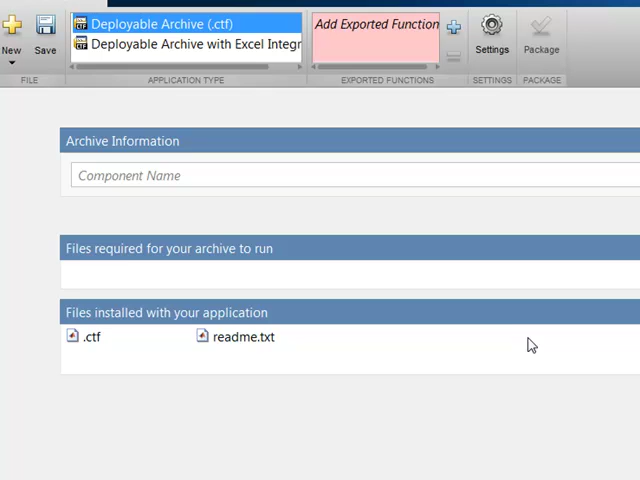 Deployable Archive (.ctf)
Add Exported Function
Deployable Archive with Excel Integr
New
Save
Settings
Package
FILE
APPLICATION TYPE
EXPORTED FUNCTIONS
SETTINGS
PACKAGE
Archive Information
Component Name
Files required for your archive to run
Files installed with your application
.ctf
readme.txt